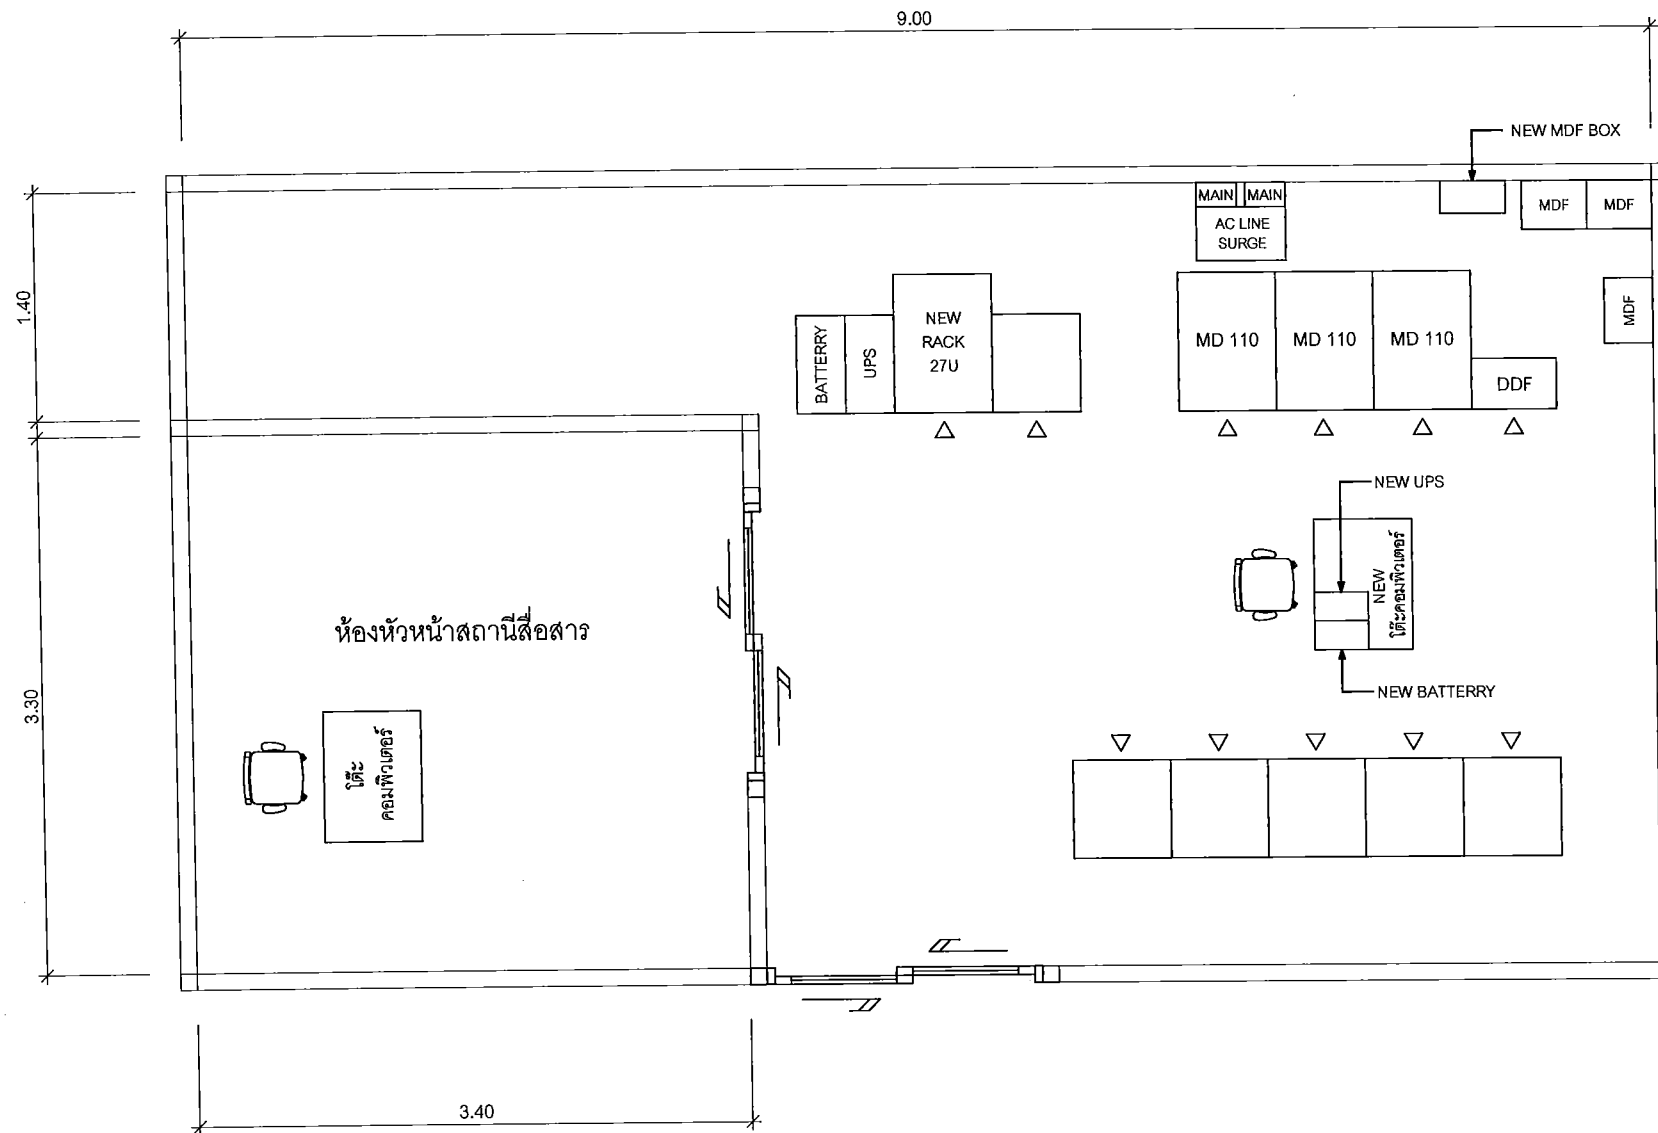 9.00
NEW MDF BOX
MAIN
MAIN
AC LINE
SURGE
MDF
MDF
1.40
BATTERRY
UPS
NEW
RACK
27U
MD 110
MD 110
MD 110
DDF
MDF
NEW UPS
NEW
โต๊ะคอมพิวเตอร์
NEW BATTERRY
ห้องหัวหน้าสถานีสื่อสาร
3.30
โต๊ะ
คอมพิวเตอร์
3.40